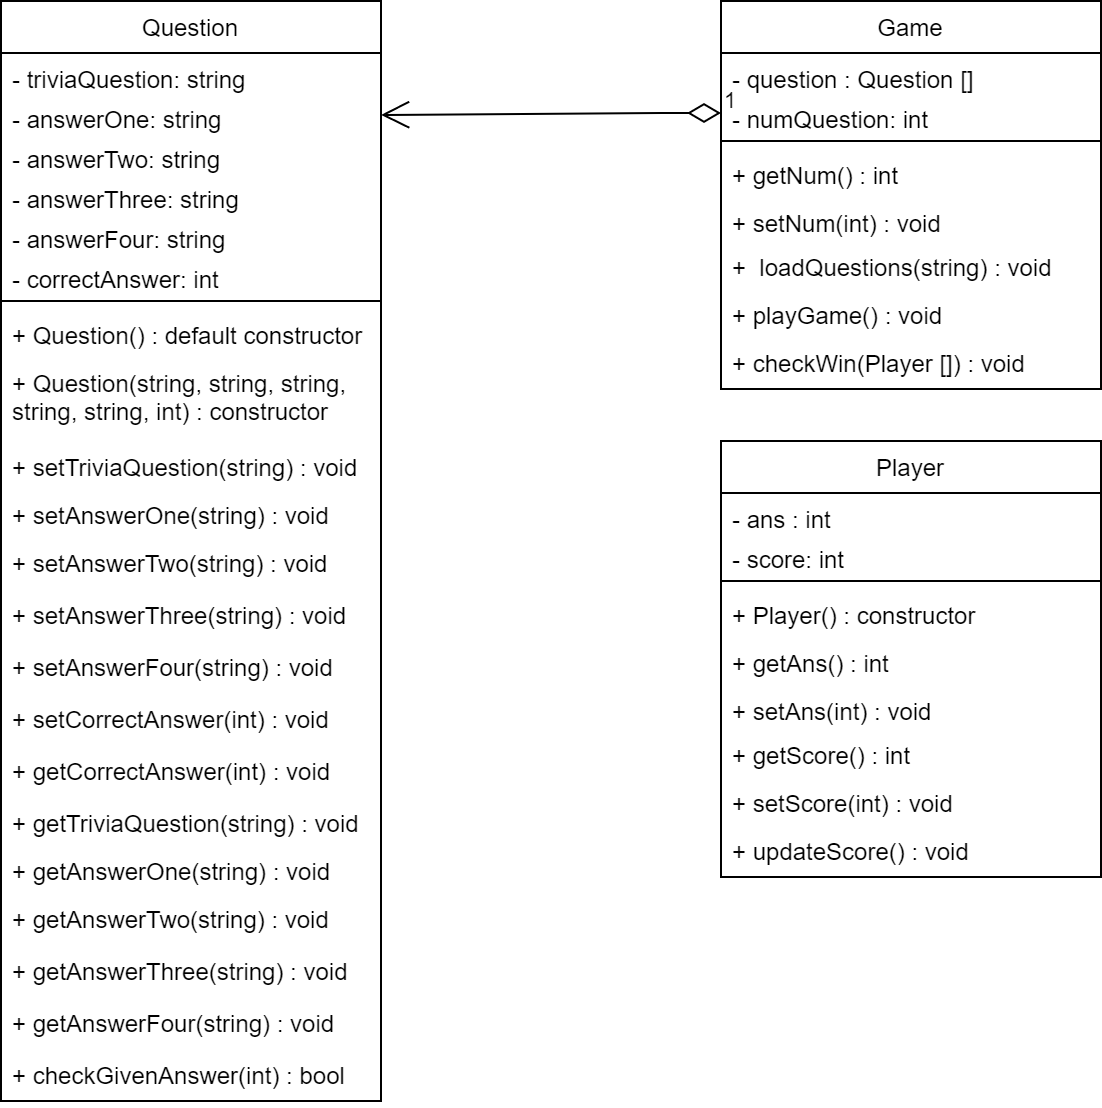 Question
- triviaQuestion: string
- answerOne: string
- answerTwo: string
- answerThree: string
- answerFour: string
- correctAnswer: int
+ Question() : default constructor
+ Question(string, string, string,
string, string, int) : constructor
+ setTriviaQuestion(string) : void
+ setAnswerOne(string) : void
+ setAnswerTwo(string) : void
+ setAnswerThree(string) : void
+ setAnswerFour(string) : void
+ setCorrectAnswer(int) : void
+ getCorrectAnswer(int) : void
+ getTriviaQuestion(string) : void
+ getAnswerOne(string) : void
+ getAnswerTwo(string) : void
+ getAnswerThree(string) : void
+ getAnswerFour(string) : void
+ checkGivenAnswer(int) : bool
Game
- question : Question []
1
- numQuestion: int
+ getNum() : int
+ setNum(int) : void
+  loadQuestions(string) : void
+ playGame() : void
+ checkWin(Player []) : void
Player
- ans : int
- score: int
+ Player() : constructor
+ getAns() : int
+ setAns(int) : void
+ getScore() : int
+ setScore(int) : void
+ updateScore() : void